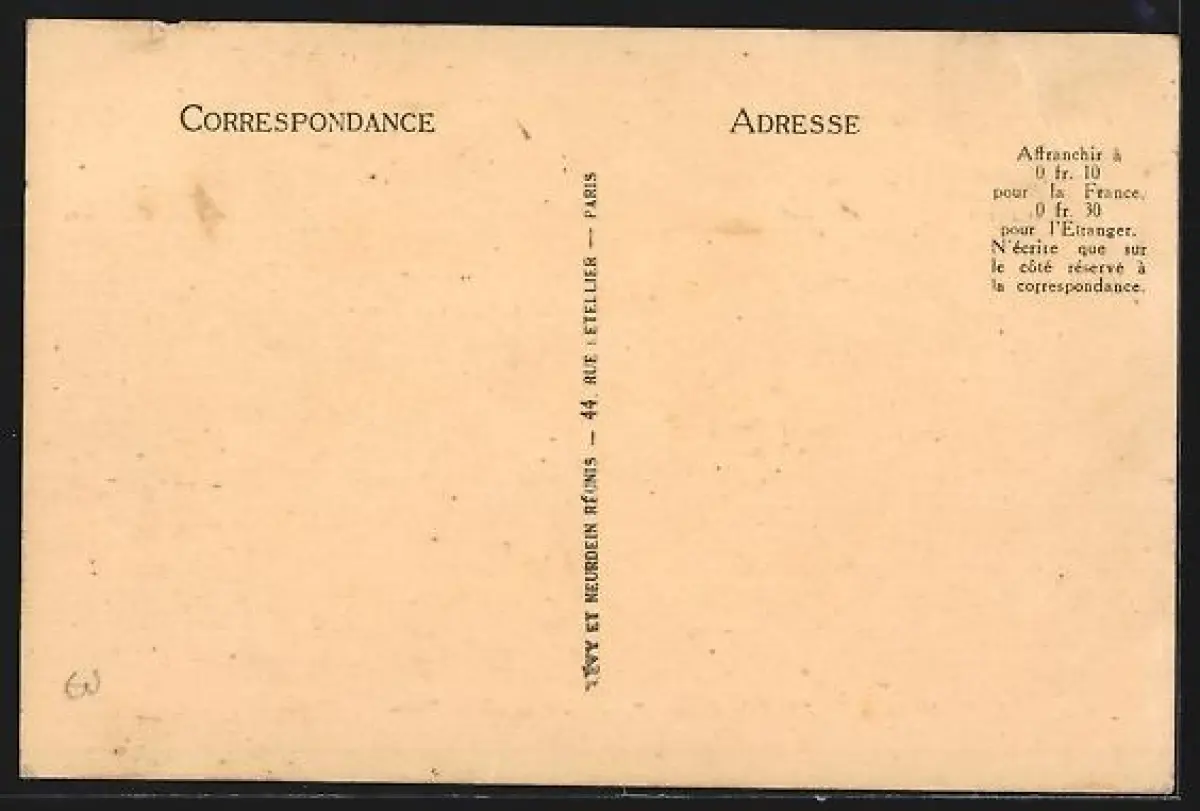 CORRESPONDANCE
ADRESSE
Affranchir à
0 fr. 10
pour la France,
0 fr. 30
pour l'Etranger.
N'écrire que sur
le côté réservé à
la correspondance.
LÉVY ET NEURDEIN RÉUNIS — 44, RUE LETELLIER — PARIS